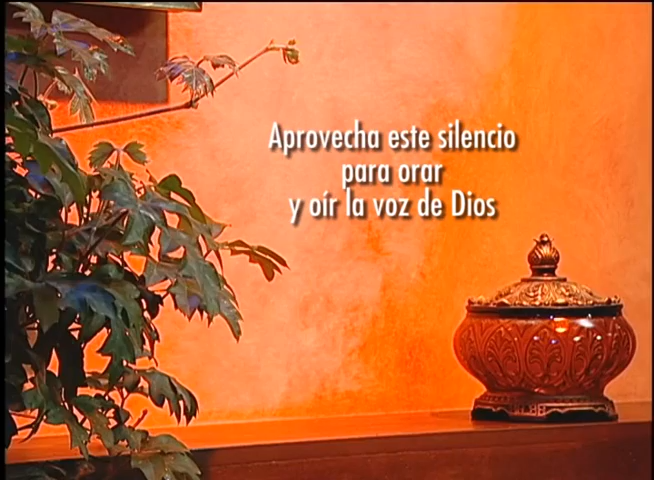 Aprovecha este silencio
para orar
y oír la voz de Dios